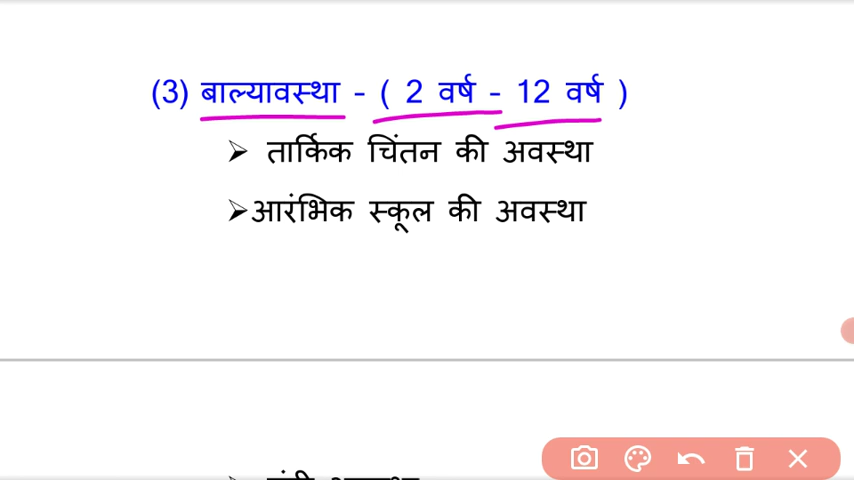 (3) बाल्यावस्था - ( 2 वर्ष - 12 वर्ष )
➢ तार्किक चिंतन की अवस्था
➢आरंभिक स्कूल की अवस्था